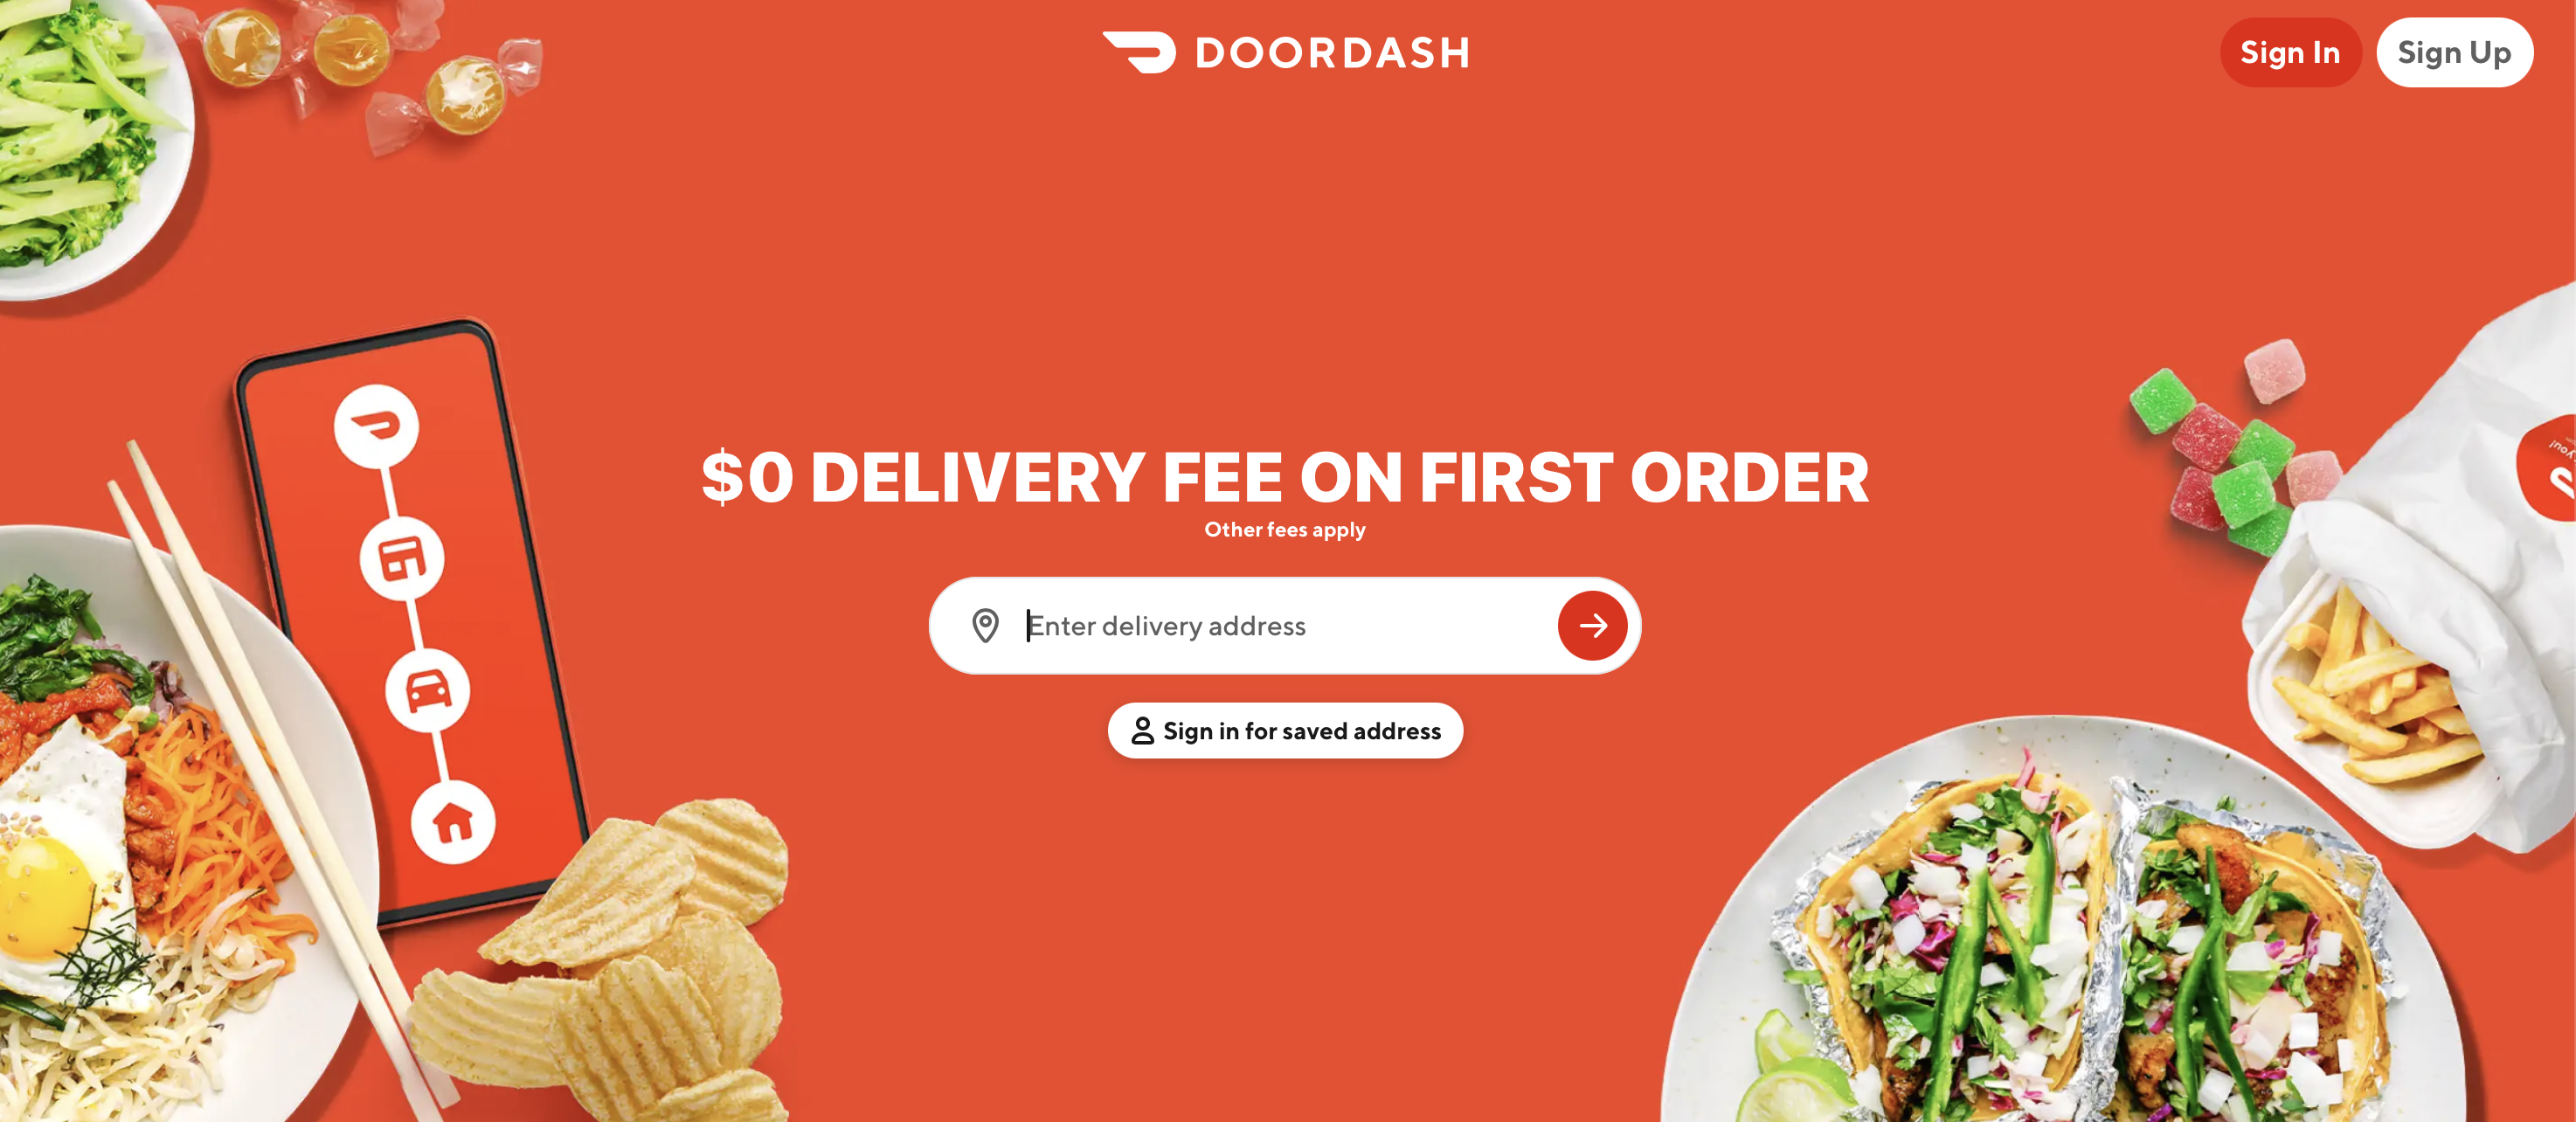 DOORDASH
Sign In
Sign Up
$0 DELIVERY FEE ON FIRST ORDER
Other fees apply
Enter delivery address
Sign in for saved address